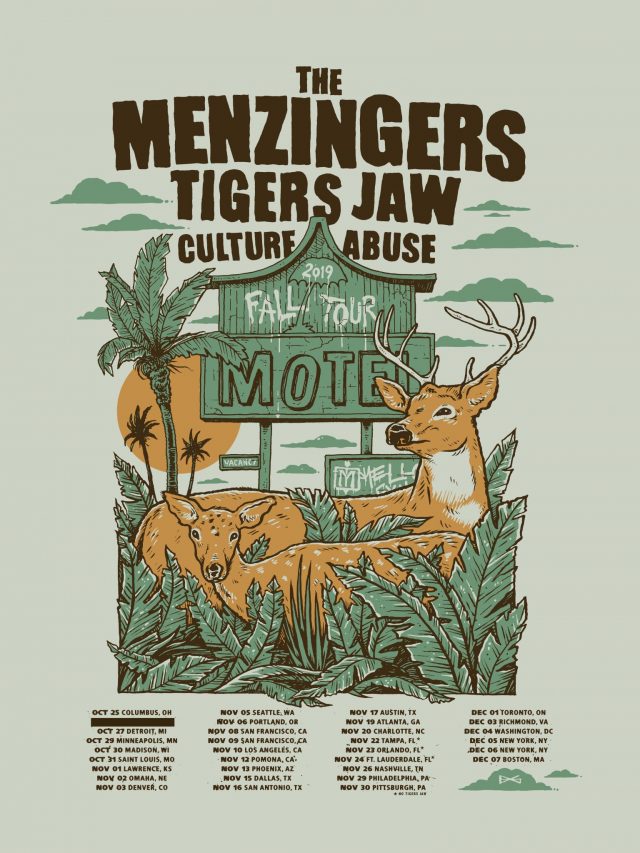 THE
MENZINGERS
TIGERS JAW
CULTURE ABUSE
2019
FALL TOUR
MOTEL
VACANCY
MELLO
OCT 25 COLUMBUS, OH
OCT 27 DETROIT, MI
OCT 29 MINNEAPOLIS, MN
OCT 30 MADISON, WI
OCT 31 SAINT LOUIS, MO
NOV 01 LAWRENCE, KS
NOV 02 OMAHA, NE
NOV 03 DENVER, CO
NOV 05 SEATTLE, WA
NOV 06 PORTLAND, OR
NOV 08 SAN FRANCISCO, CA
NOV 09 SAN FRANCISCO, CA
NOV 10 LOS ANGELES, CA
NOV 12 POMONA, CA
NOV 13 PHOENIX, AZ
NOV 15 DALLAS, TX
NOV 16 SAN ANTONIO, TX
NOV 17 AUSTIN, TX
NOV 19 ATLANTA, GA
NOV 20 CHARLOTTE, NC
NOV 22 TAMPA, FL*
NOV 23 ORLANDO, FL*
NOV 24 FT. LAUDERDALE, FL*
NOV 26 NASHVILLE, TN
NOV 29 PHILADELPHIA, PA
NOV 30 PITTSBURGH, PA
* NO TIGERS JAW
DEC 01 TORONTO, ON
DEC 03 RICHMOND, VA
DEC 04 WASHINGTON, DC
DEC 05 NEW YORK, NY
DEC 06 NEW YORK, NY
DEC 07 BOSTON, MA